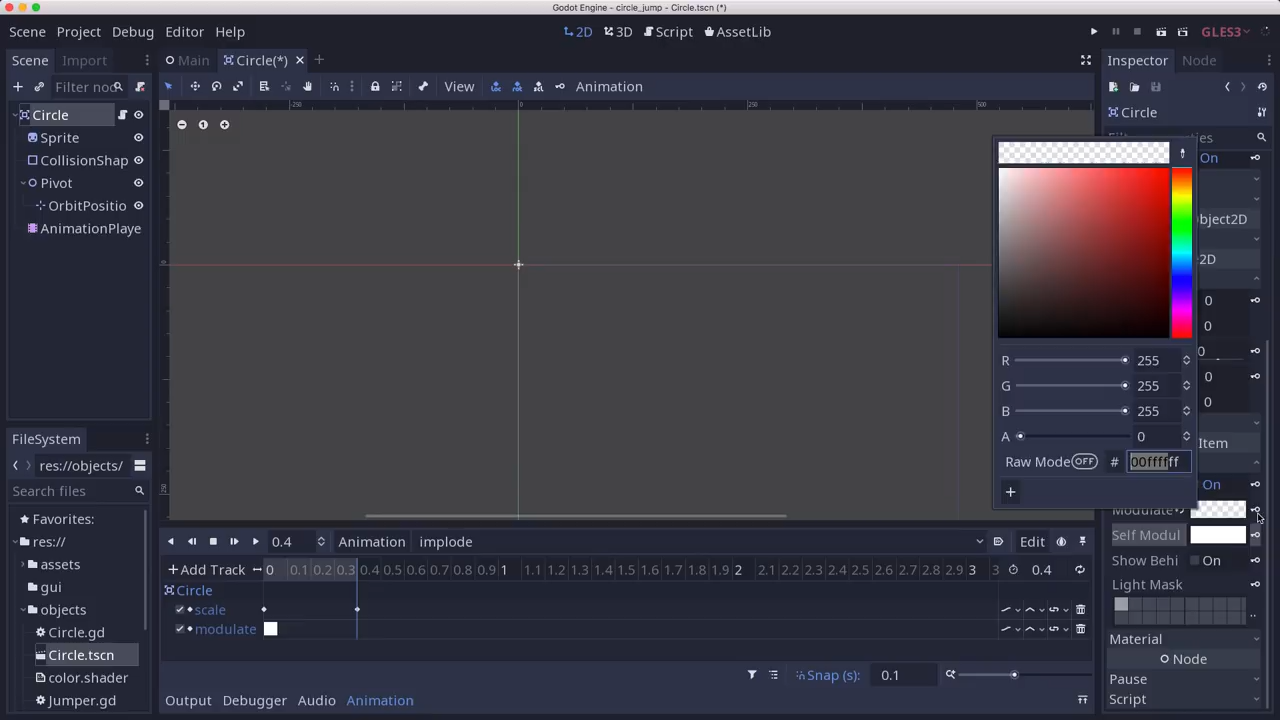 Godot Engine - circle_jump - Circle.tscn (*)
Scene Project Debug Editor Help
2D 3D Script AssetLib
GLES3
Scene Import
Main Circle(*)
Inspector Node
Filter nod
View Animation
Circle
Circle
Sprite
CollisionShap
Pivot
OrbitPositio
AnimationPlaye
-250 0 250 500
0
250
On
bject2D
2D
0
0
0
0
0
R 255
G 255
B 255
A 0
Raw Mode OFF # 00ffffff
Item
On
Modulate
Self Modul
Show Behi On
Light Mask
Material
Node
Pause
Script
FileSystem
res://objects/
Search files
Favorites:
res://
assets
gui
objects
Circle.gd
Circle.tscn
color.shader
Jumper.gd
0.4 Animation implode Edit
Add Track 0 0.1 0.2 0.3 0.4 0.5 0.6 0.7 0.8 0.9 1 1.1 1.2 1.3 1.4 1.5 1.6 1.7 1.8 1.9 2 2.1 2.2 2.3 2.4 2.5 2.6 2.7 2.8 2.9 3 3 0.4
Circle
scale
modulate
Snap (s): 0.1
Output Debugger Audio Animation